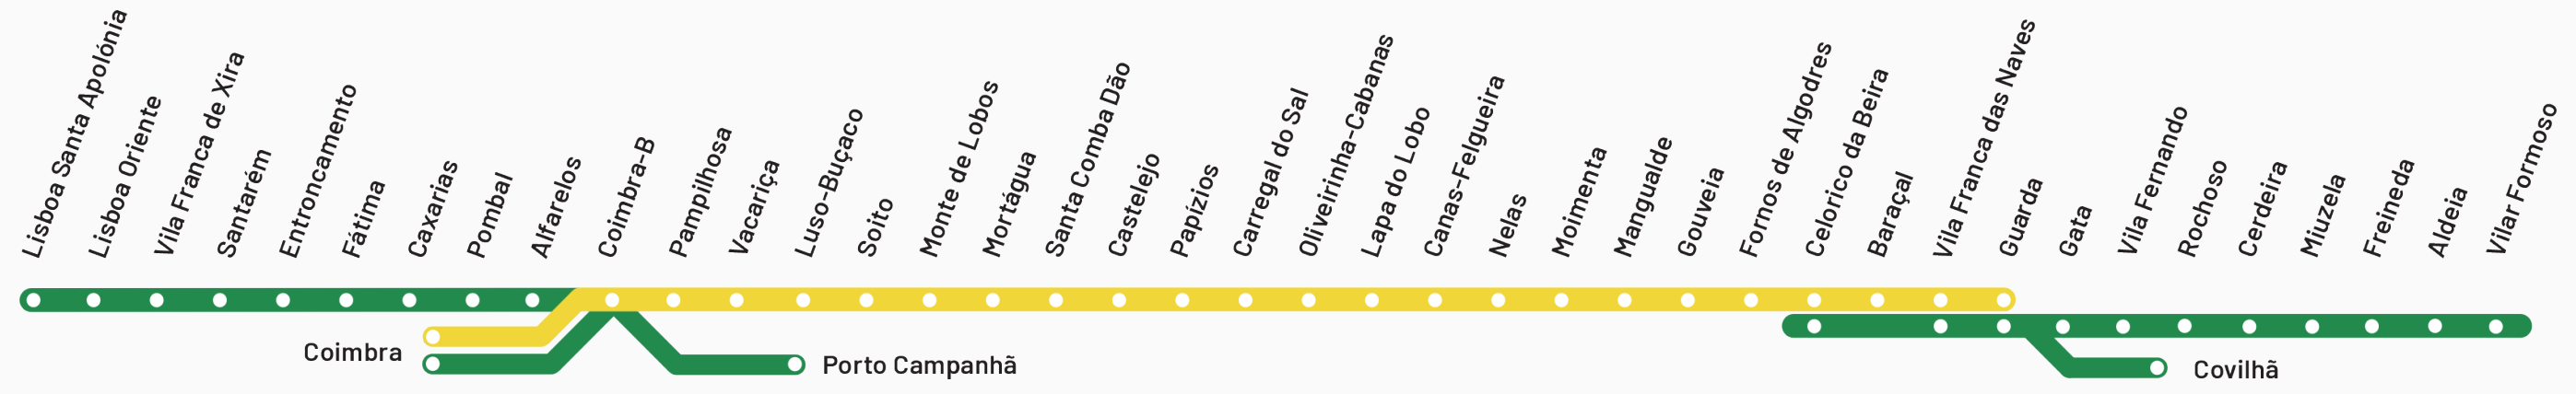 Lisboa Santa Apolónia
Lisboa Oriente
Vila Franca de Xira
Santarém
Entroncamento
Fátima
Caxarias
Pombal
Alfarelos
Coimbra-B
Pampilhosa
Vacariça
Luso-Buçaco
Soito
Monte de Lobos
Mortágua
Santa Comba Dão
Castelejo
Papízios
Carregal do Sal
Oliveirinha-Cabanas
Lapa do Lobo
Canas-Felgueira
Nelas
Moimenta
Mangualde
Gouveia
Fornos de Algodres
Celorico da Beira
Baraçal
Vila Franca das Naves
Guarda
Gata
Vila Fernando
Rochoso
Cerdeira
Miuzela
Freineda
Aldeia
Vilar Formoso
Coimbra
Porto Campanhã
Covilhã